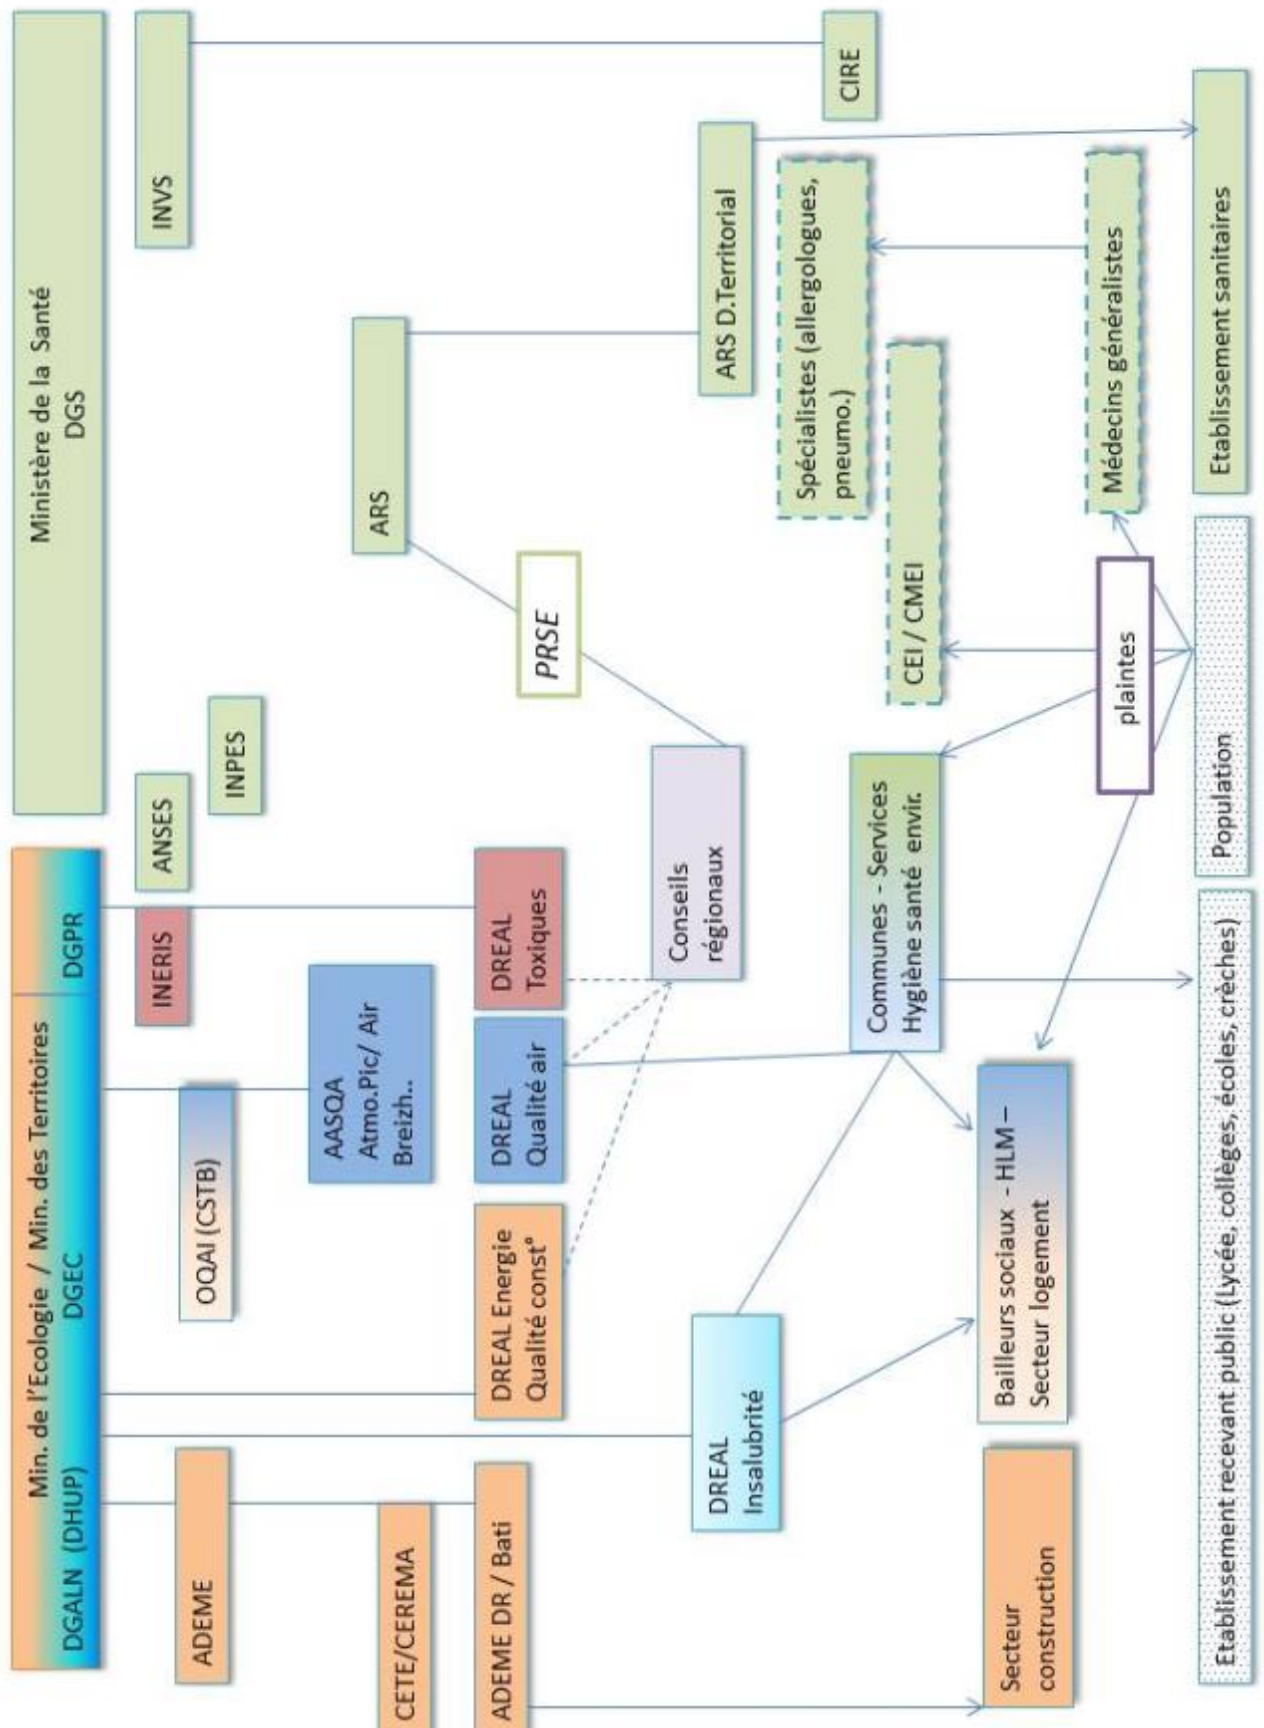 Min. de l'Ecologie / Min. des Territoires
DGALN (DHUP)
DGEC
DGPR
Ministère de la Santé
DGS
ADEME
OQAI (CSTB)
INERIS
ANSES
INPES
INVS
CETE/CEREMA
AASQA
Atmo.Pic/ Air
Breizh..
ARS
ADEME DR / Bati
DREAL Energie
Qualité const°
DREAL
Qualité air
DREAL
Toxiques
PRSE
DREAL
Insalubrité
Conseils
régionaux
ARS D.Territorial
CIRE
Spécialistes (allergologues,
pneumo.)
Communes - Services
Hygiène santé envir.
CEI / CMEI
Secteur
construction
Bailleurs sociaux - HLM –
Secteur logement
plaintes
Médecins généralistes
Etablissement recevant public (Lycée, collèges, écoles, crèches)
Population
Etablissement sanitaires